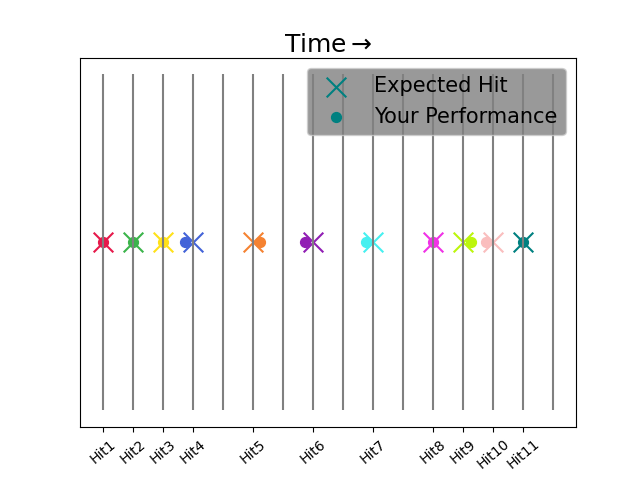 Time→
Expected Hit
Your Performance
Hit1
Hit2
Hit3
Hit4
Hit5
Hit6
Hit7
Hit8
Hit9
Hit10
Hit11